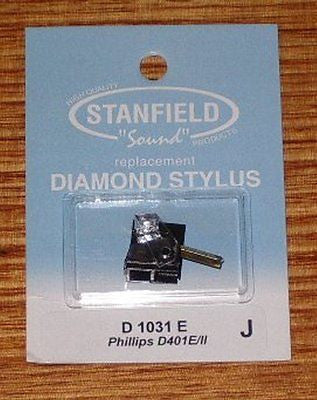 HIGH QUALITY
STANFIELD
"Sound"
PRODUCTS
replacement
DIAMOND STYLUS
D 1031 E
J
Phillips D401E/II